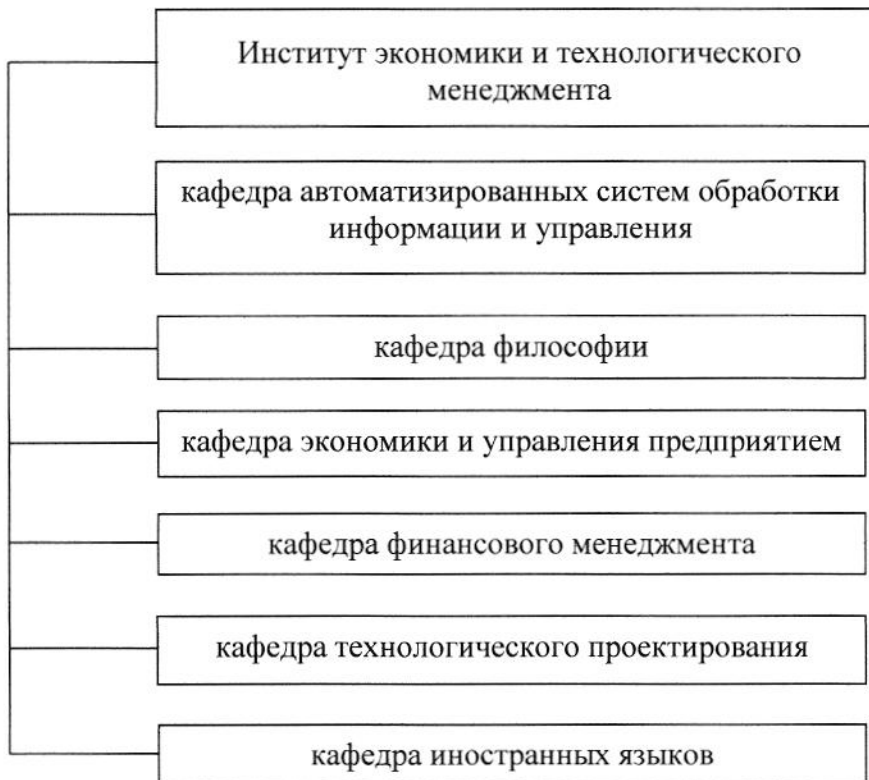 Институт экономики и технологического
менеджмента
кафедра автоматизированных систем обработки
информации и управления
кафедра философии
кафедра экономики и управления предприятием
кафедра финансового менеджмента
кафедра технологического проектирования
кафедра иностранных языков